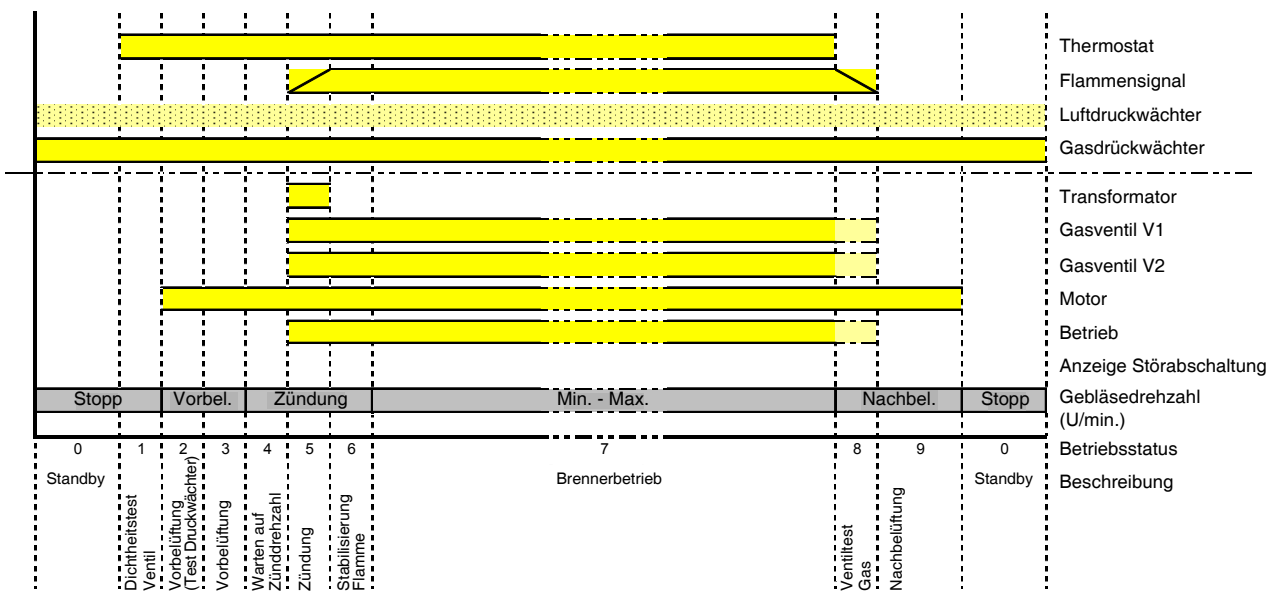 Thermostat
Flammensignal
Luftdruckwächter
Gasdrückwächter
Transformator
Gasventil V1
Gasventil V2
Motor
Betrieb
Anzeige Störabschaltung
Stopp Vorbel. Zündung Min. - Max. Nachbel. Stopp Gebläsedrehzahl
(U/min.)
0 1 2 3 4 5 6 7 8 9 0 Betriebsstatus
Standby Brennerbetrieb Standby Beschreibung
Dichtheitstest
Ventil
Vorbelüftung
(Test Druckwächter)
Vorbelüftung
Warten auf
Zünddrehzahl
Zündung
Stabilisierung
Flamme
Ventiltest
Gas
Nachbelüftung